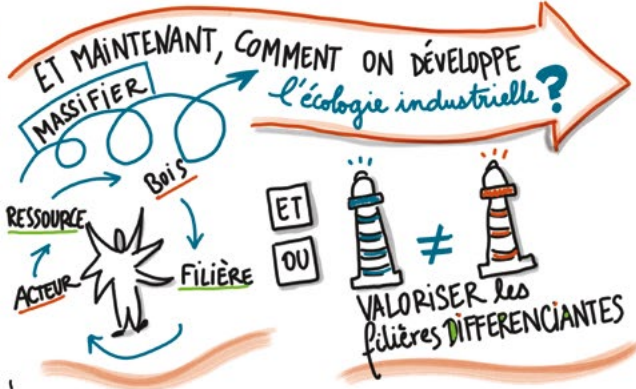 ET MAINTENANT, COMMENT ON DÉVELOPPE
l'écologie industrielle ?
MASSIFIER
BOIS
RESSOURCE
ACTEUR
FILIÈRE
ET
OU
≠
VALORISER les
filières DIFFERENCIANTES